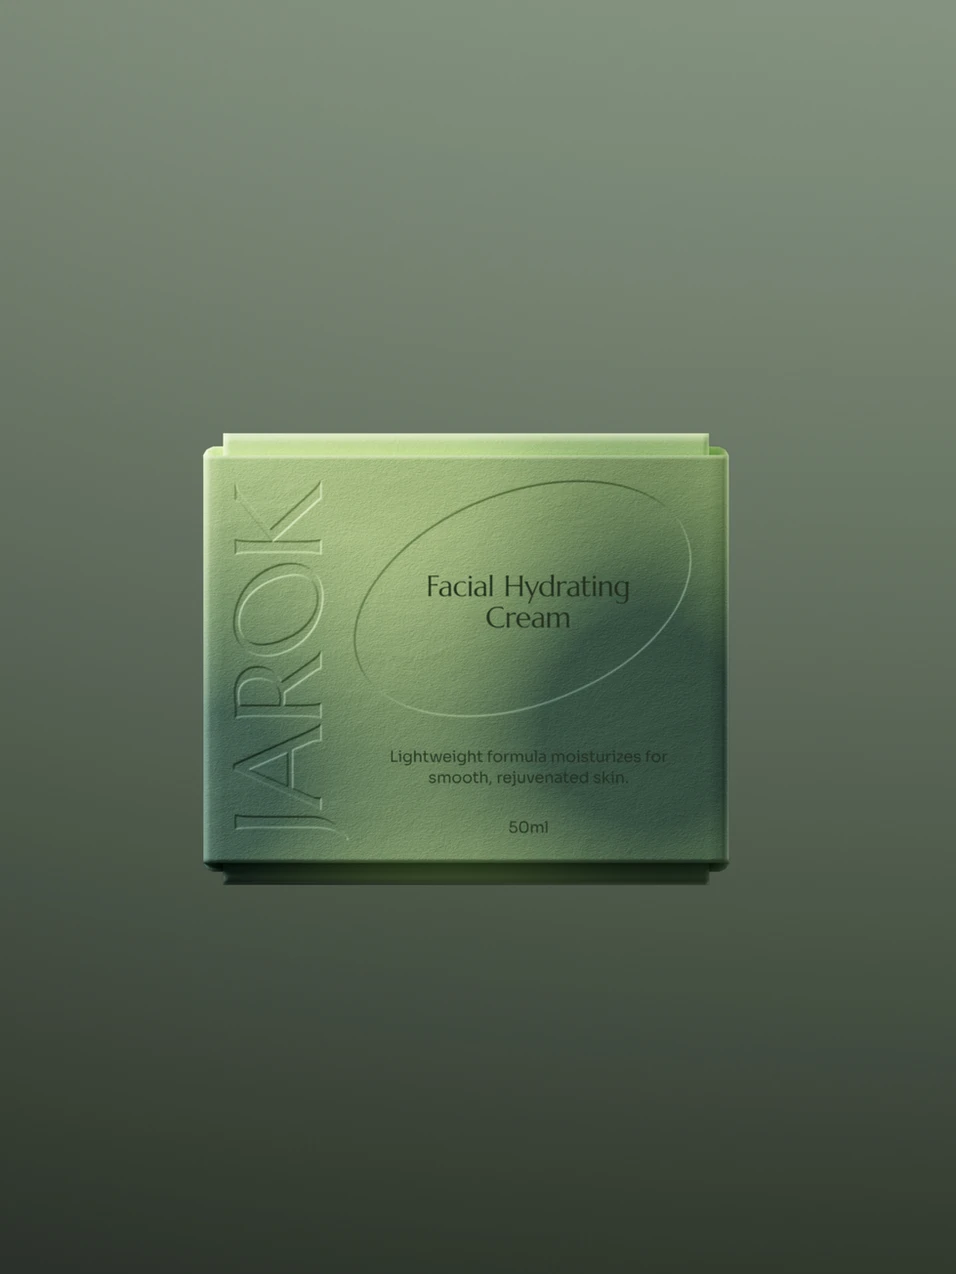 JAROK
Facial Hydrating
Cream
Lightweight formula moisturizes for
smooth, rejuvenated skin.
50ml